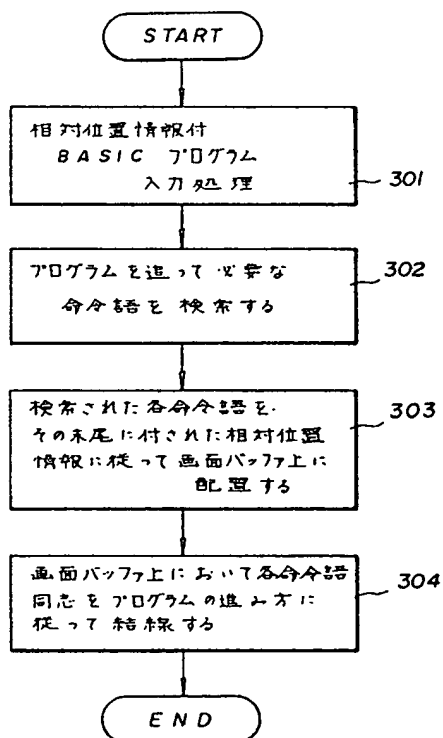 START
相対位置情報付
BASIC プログラム
入力処理
301
プログラムを追って必要な
命令語を検索する
302
検索された各命令語を.
その末尾に付された相対位置
情報に従って画面バッファ上に
配置する
303
画面バッファ上において各命令語
同志をプログラムの進み方に
従って結線する
304
END